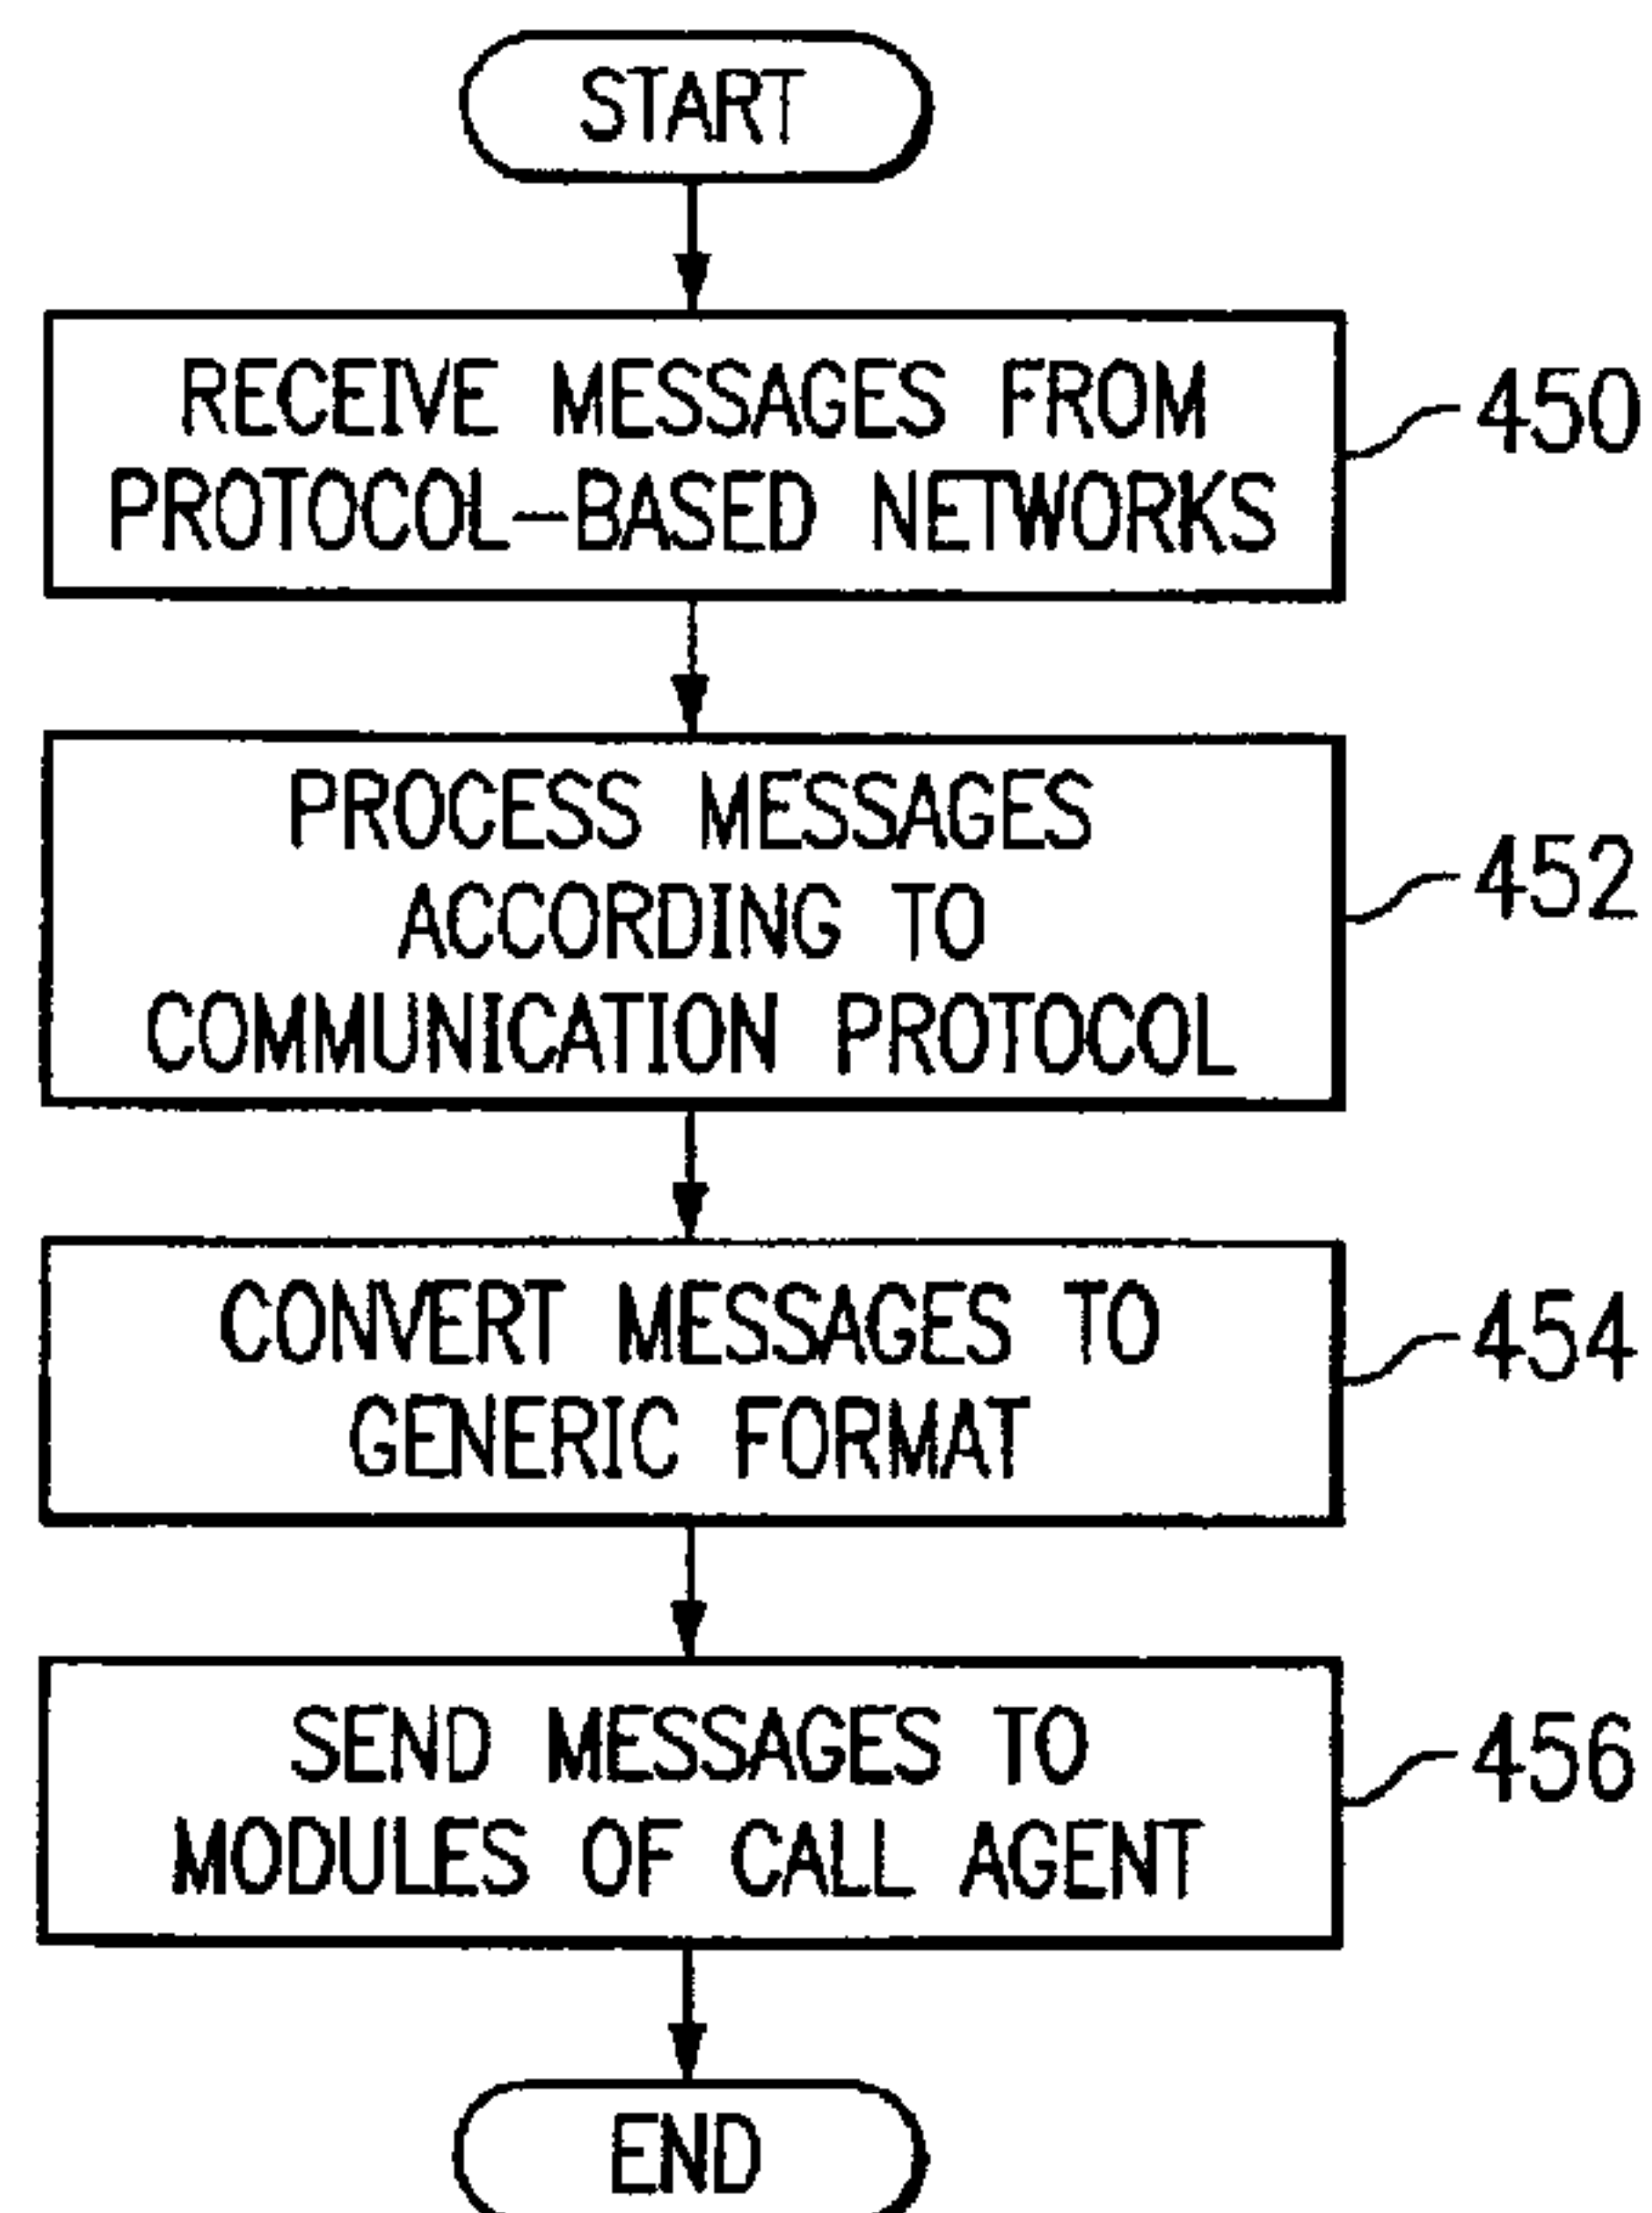 START
RECEIVE MESSAGES FROM
PROTOCOL-BASED NETWORKS
450
PROCESS MESSAGES
ACCORDING TO
COMMUNICATION PROTOCOL
452
CONVERT MESSAGES TO
GENERIC FORMAT
454
SEND MESSAGES TO
MODULES OF CALL AGENT
456
END